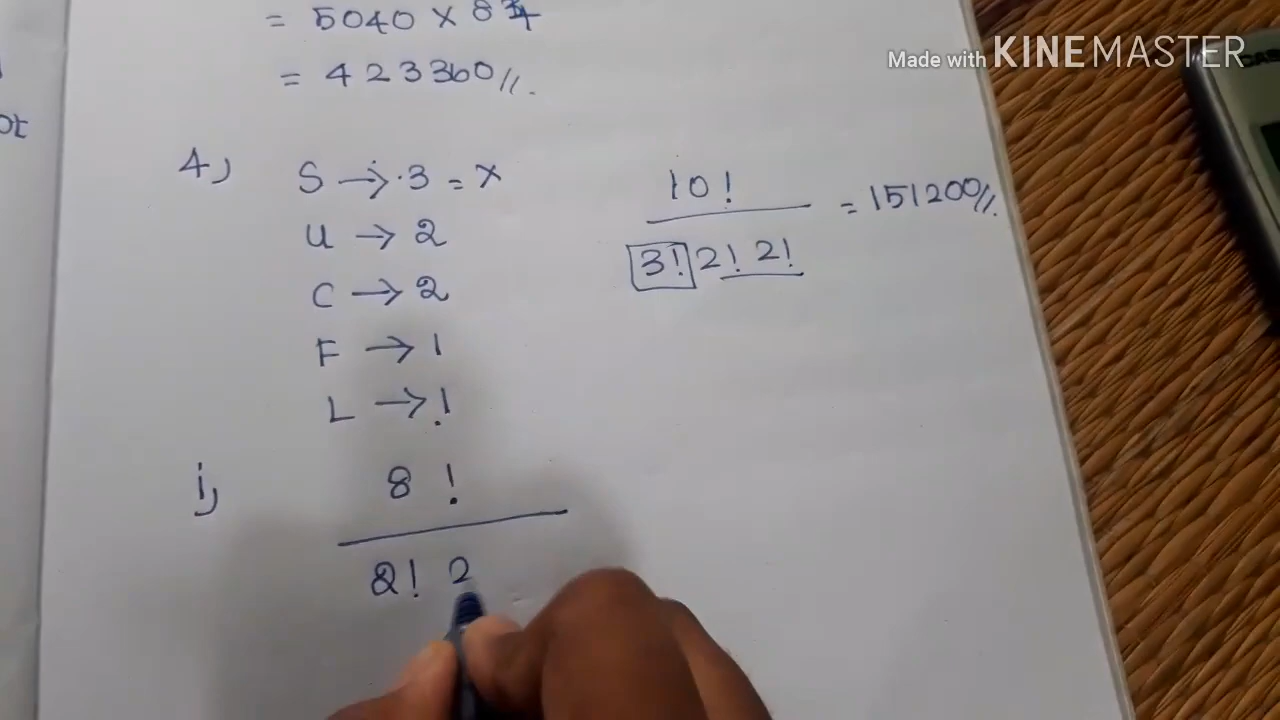 = 5040 × 84
= 423360//.
Made with KINEMASTER
ot
4) S → ·3 = x
U → 2
C → 2
F → 1
L → 1
10! / 3! 2! 2! = 151200//.
i) 8! / 2! 2